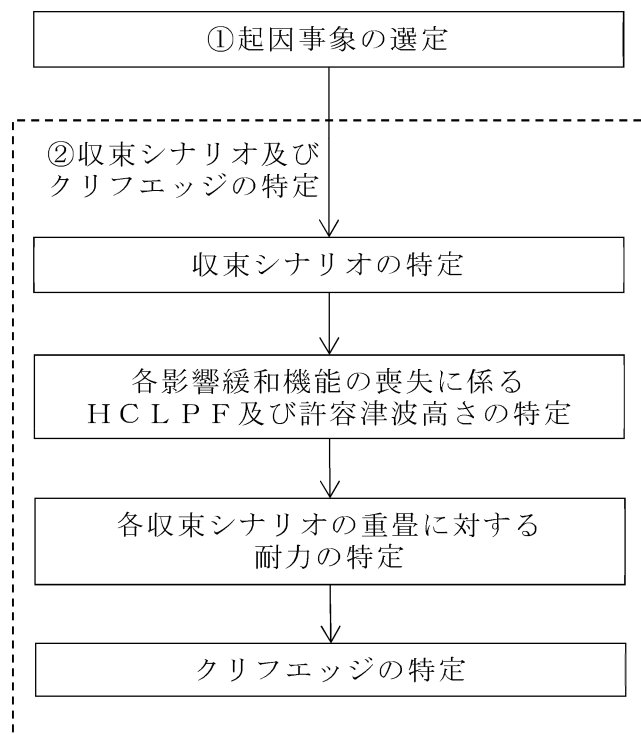 ①起因事象の選定
②収束シナリオ及び
クリフエッジの特定
収束シナリオの特定
各影響緩和機能の喪失に係る
ＨＣＬＰＦ及び許容津波高さの特定
各収束シナリオの重畳に対する
耐力の特定
クリフエッジの特定